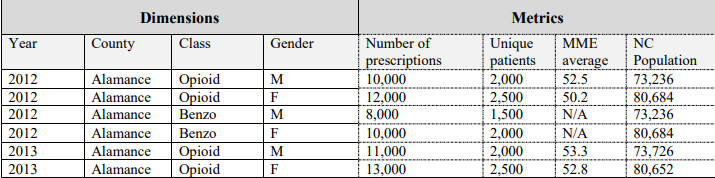 Dimensions Metrics
Year County Class Gender Number of prescriptions Unique patients MME average NC Population
2012 Alamance Opioid M 10,000 2,000 52.5 73,236
2012 Alamance Opioid F 12,000 2,500 50.2 80,684
2012 Alamance Benzo M 8,000 1,500 N/A 73,236
2012 Alamance Benzo F 10,000 2,000 N/A 80,684
2013 Alamance Opioid M 11,000 2,000 53.3 73,726
2013 Alamance Opioid F 13,000 2,500 52.8 80,652